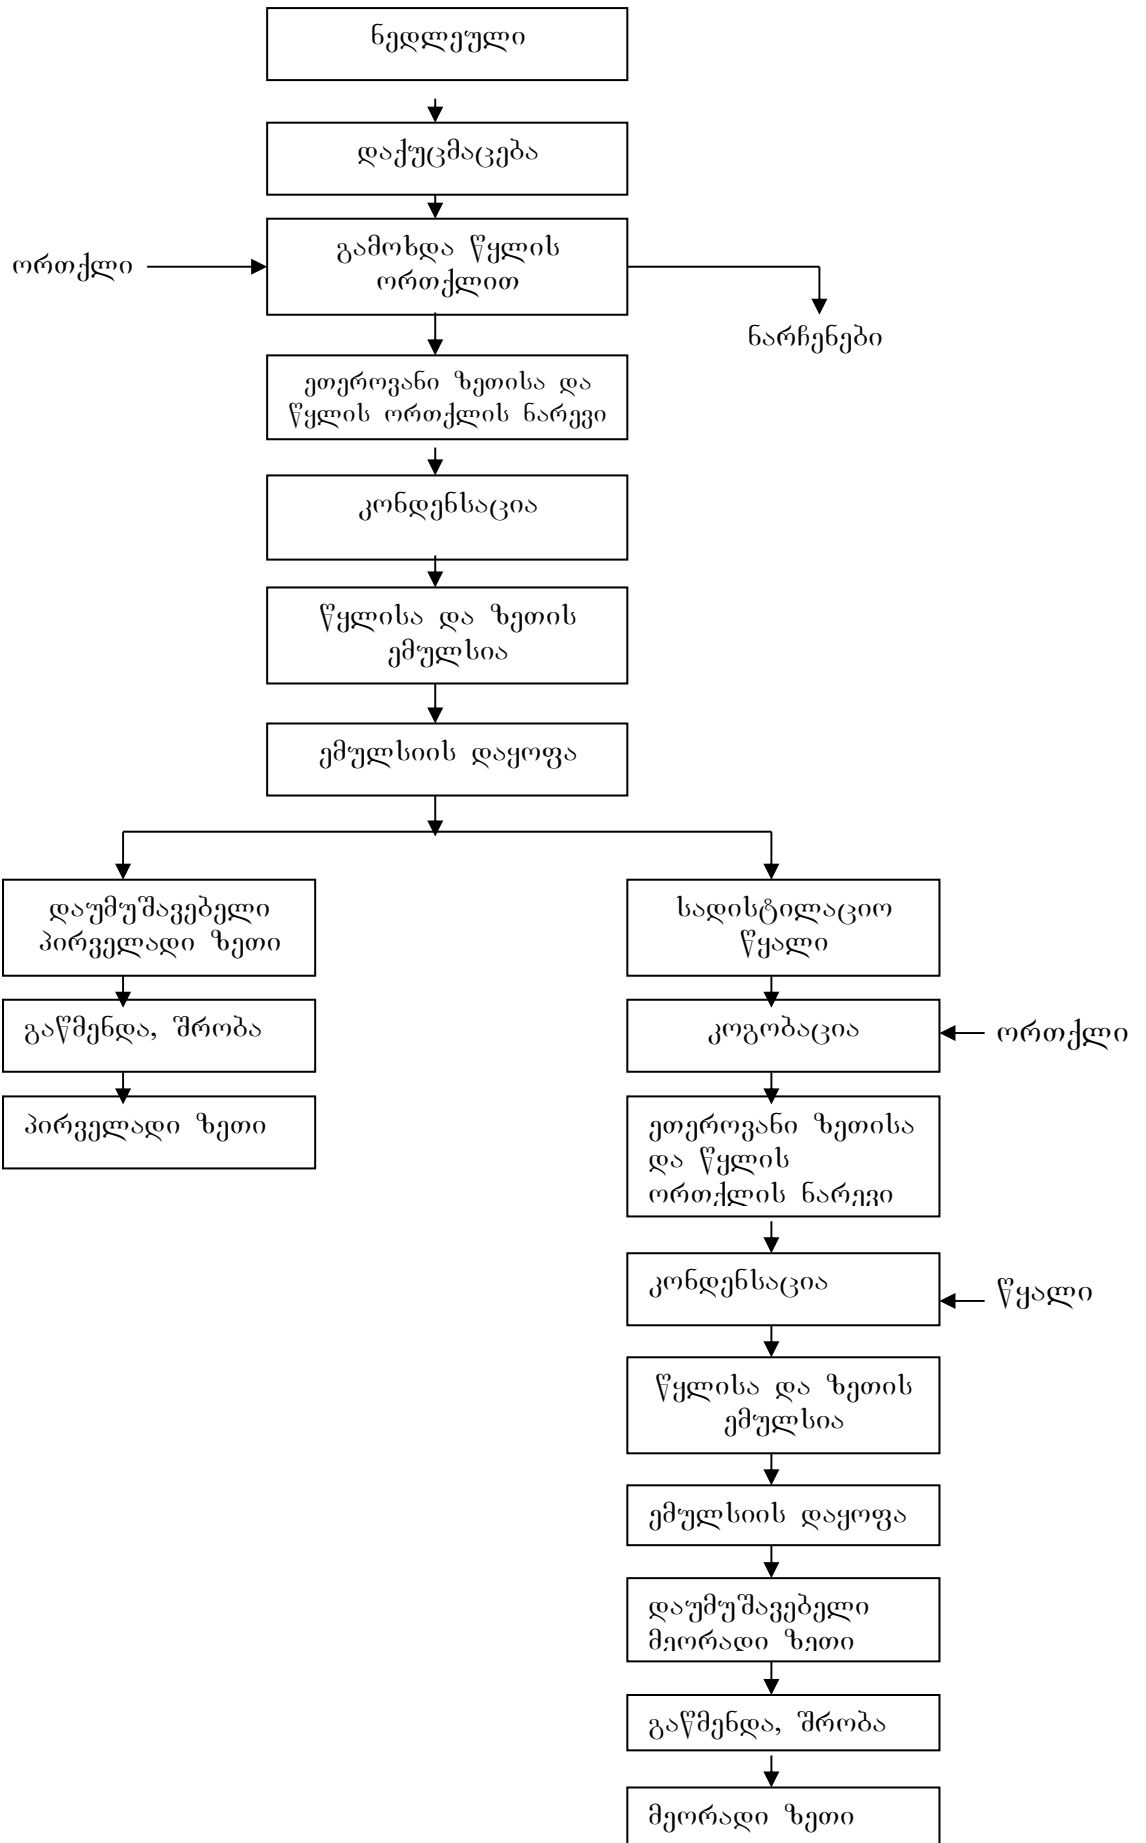 ნედლეული
დაქუცმაცება
ორთქლი
გამოხდა წყლის
ორთქლით
ნარჩენები
ეთეროვანი ზეთისა და
წყლის ორთქლის ნარევი
კონდენსაცია
წყლისა და ზეთის
ემულსია
ემულსიის დაყოფა
დაუმუშავებელი
პირველადი ზეთი
გაწმენდა, შრობა
პირველადი ზეთი
სადისტილაციო
წყალი
კოგობაცია
ორთქლი
ეთეროვანი ზეთისა
და წყლის
ორთქლის ნარევი
კონდენსაცია
წყალი
წყლისა და ზეთის
ემულსია
ემულსიის დაყოფა
დაუმუშავებელი
მეორადი ზეთი
გაწმენდა, შრობა
მეორადი ზეთი